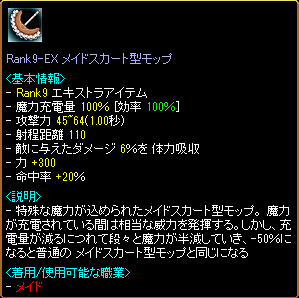 Rank9-EX メイドスカート型モップ
<基本情報>
- Rank9 エキストラアイテム
- 魔力充電量 100% [効率 100%]
- 攻撃力 45~64(1.00秒)
- 射程距離 110
- 敵に与えたダメージ 6%を 体力吸収
- 力 +300
- 命中率 +20%
<説明>
- 特殊な魔力が込められたメイドスカート型モップ。 魔力
が充電されている間は相当な威力を発揮する。しかし、充
電量が減るにつれて段々と魔力が半減していき、-50%に
なると普通の メイドスカート型モップと同じになる
<着用/使用可能な職業>
- メイド